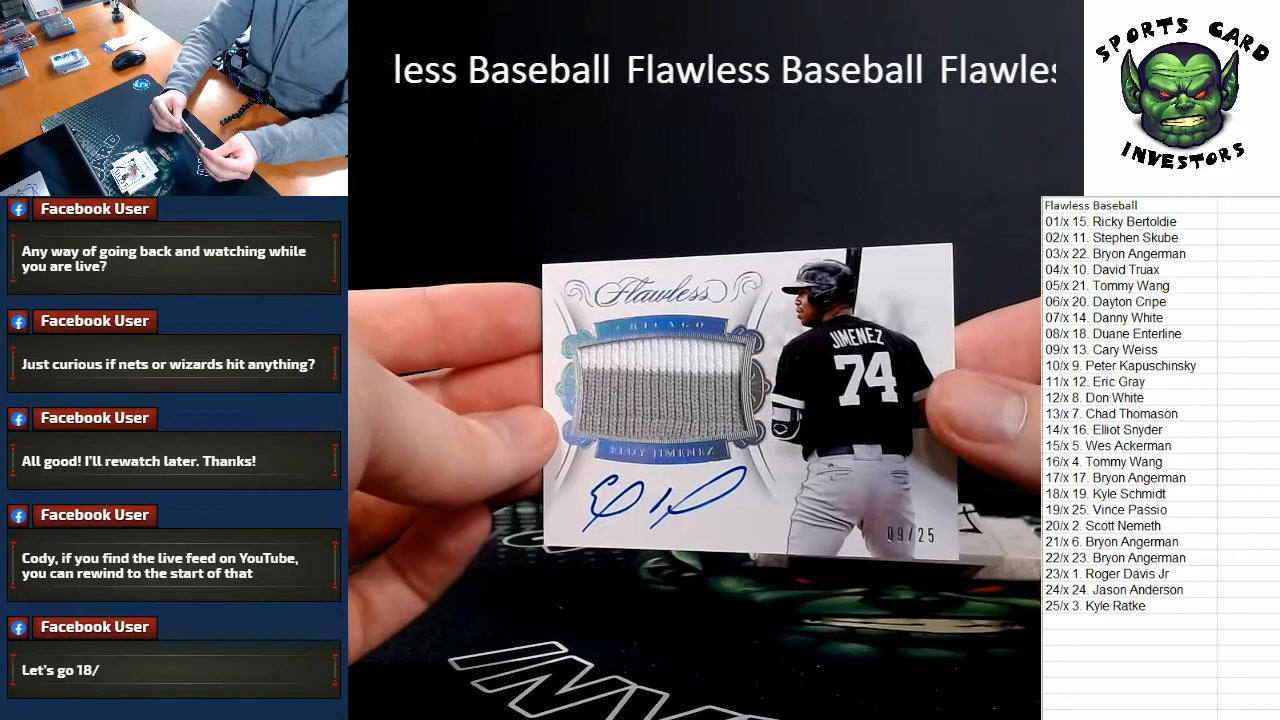 less Baseball Flawless Baseball Flawles
SPORTS CARD
INVESTORS
Facebook User
Any way of going back and watching while
you are live?
Facebook User
Just curious if nets or wizards hit anything?
Facebook User
All good! I'll rewatch later. Thanks!
Facebook User
Cody, if you find the live feed on YouTube,
you can rewind to the start of that
Facebook User
Let's go 18/
Flawless
CHICAGO
ELOY JIMENEZ
JIMENEZ
74
09/25
Flawless Baseball
01/x 15. Ricky Bertoldie
02/x 11. Stephen Skube
03/x 22. Bryon Angerman
04/x 10. David Truax
05/x 21. Tommy Wang
06/x 20. Dayton Cripe
07/x 14. Danny White
08/x 18. Duane Enterline
09/x 13. Cary Weiss
10/x 9. Peter Kapuschinsky
11/x 12. Eric Gray
12/x 8. Don White
13/x 7. Chad Thomason
14/x 16. Elliot Snyder
15/x 5. Wes Ackerman
16/x 4. Tommy Wang
17/x 17. Bryon Angerman
18/x 19. Kyle Schmidt
19/x 25. Vince Passio
20/x 2. Scott Nemeth
21/x 6. Bryon Angerman
22/x 23. Bryon Angerman
23/x 1. Roger Davis Jr
24/x 24. Jason Anderson
25/x 3. Kyle Ratke